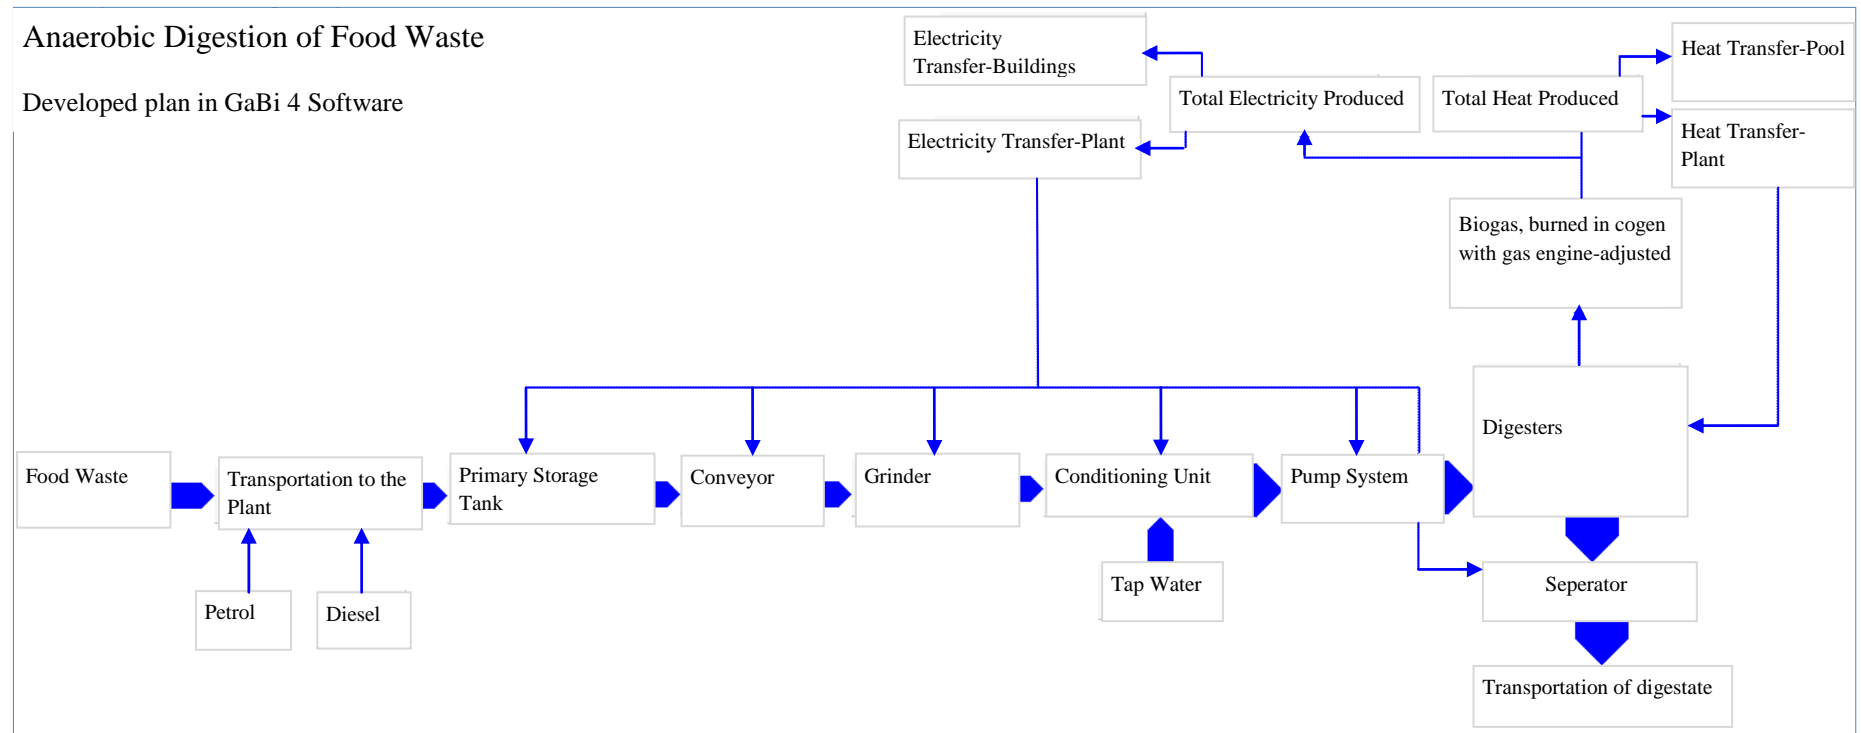 Anaerobic Digestion of Food Waste
Developed plan in GaBi 4 Software
Electricity
Transfer-Buildings
Heat Transfer-Pool
Total Electricity Produced
Total Heat Produced
Electricity Transfer-Plant
Heat Transfer-
Plant
Biogas, burned in cogen
with gas engine-adjusted
Digesters
Food Waste
Transportation to the
Plant
Primary Storage
Tank
Conveyor
Grinder
Conditioning Unit
Pump System
Petrol
Diesel
Tap Water
Seperator
Transportation of digestate